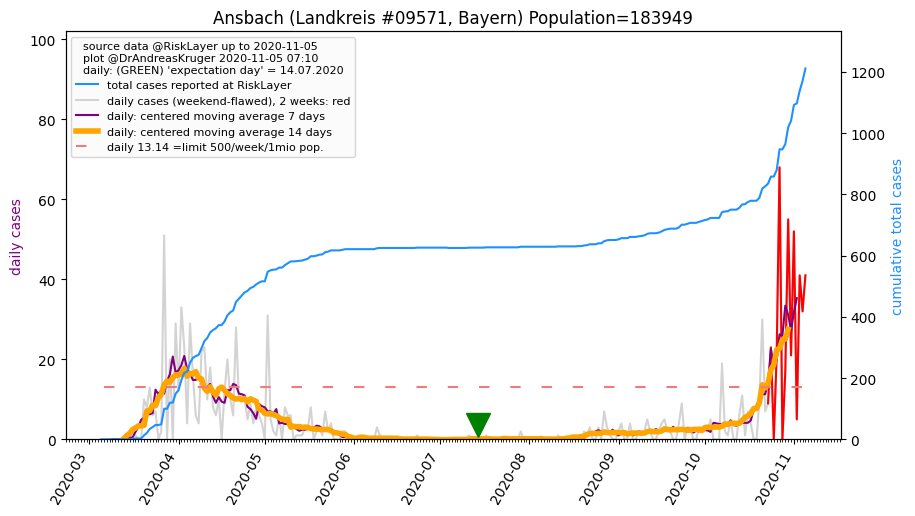 Ansbach (Landkreis #09571, Bayern) Population=183949
source data @RiskLayer up to 2020-11-05
plot @DrAndreasKruger 2020-11-05 07:10
daily: (GREEN) 'expectation day' = 14.07.2020
total cases reported at RiskLayer
daily cases (weekend-flawed), 2 weeks: red
daily: centered moving average 7 days
daily: centered moving average 14 days
daily 13.14 =limit 500/week/1mio pop.
daily cases
100
80
60
40
20
0
cumulative total cases
1200
1000
800
600
400
200
0
2020-03
2020-04
2020-05
2020-06
2020-07
2020-08
2020-09
2020-10
2020-11